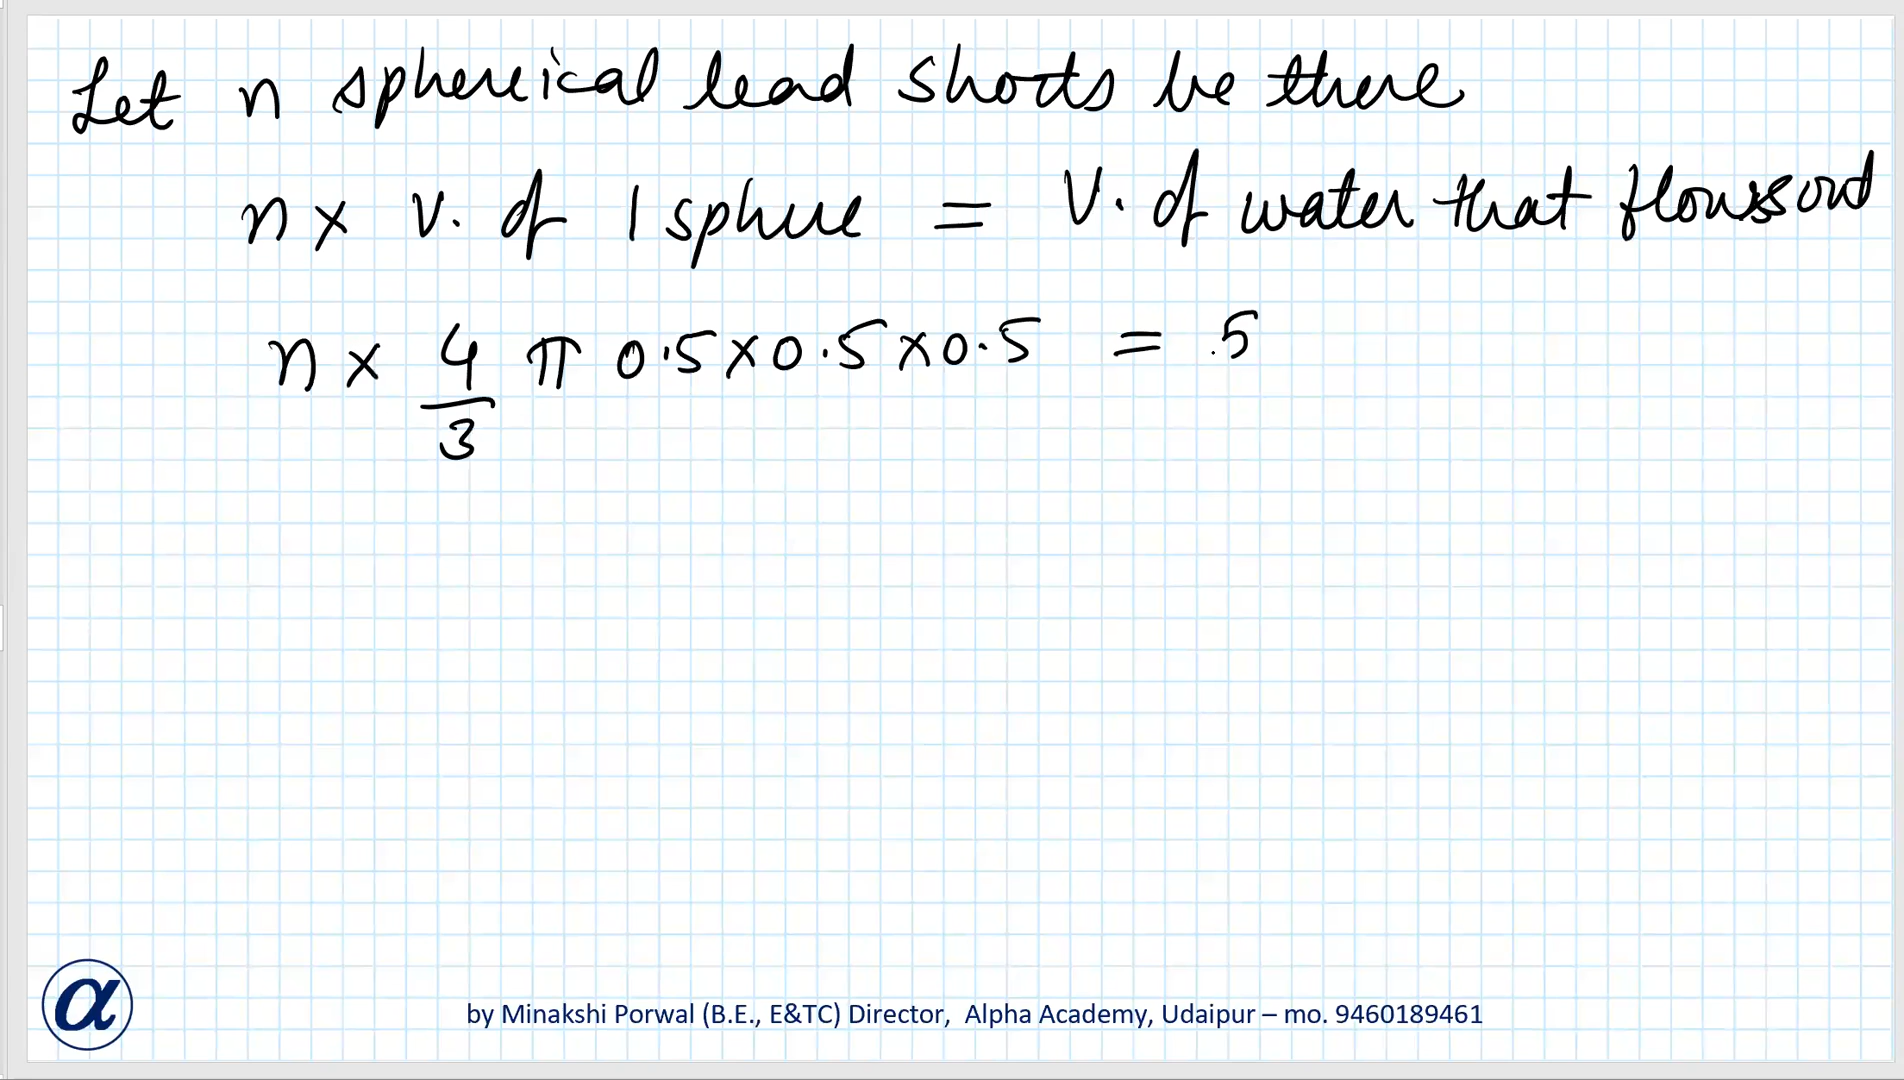 Let n sphereical lead shots be there
n × V. of 1 sphere = V. of water that flows out
n × 4/3 π 0.5×0.5×0.5 = .5
α
by Minakshi Porwal (B.E., E&TC) Director, Alpha Academy, Udaipur – mo. 9460189461